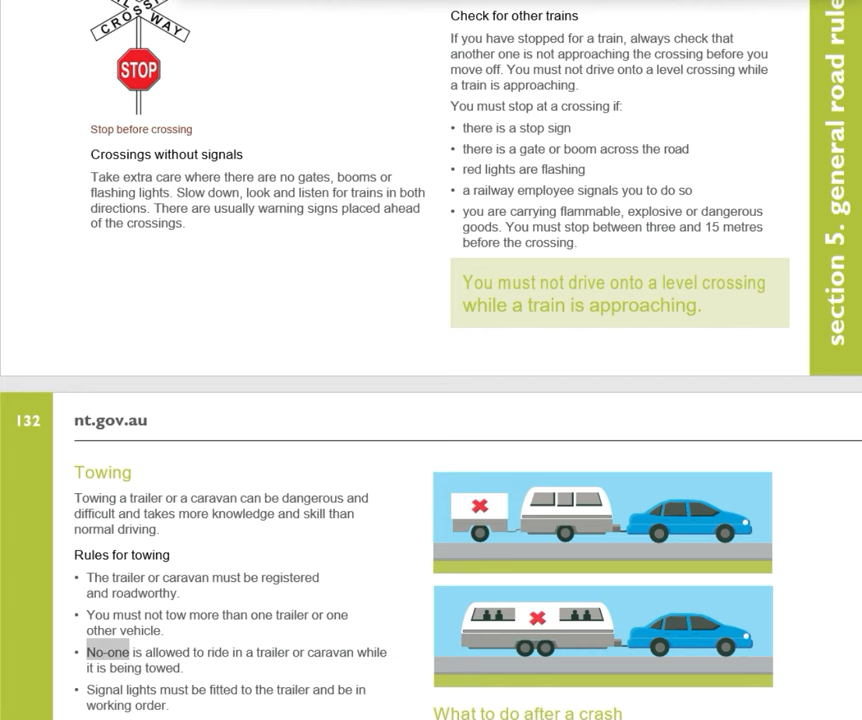 CROSS WAY
STOP
Stop before crossing
Crossings without signals
Take extra care where there are no gates, booms or
flashing lights. Slow down, look and listen for trains in both
directions. There are usually warning signs placed ahead
of the crossings.
Check for other trains
If you have stopped for a train, always check that
another one is not approaching the crossing before you
move off. You must not drive onto a level crossing while
a train is approaching.
You must stop at a crossing if:
• there is a stop sign
• there is a gate or boom across the road
• red lights are flashing
• a railway employee signals you to do so
• you are carrying flammable, explosive or dangerous
goods. You must stop between three and 15 metres
before the crossing.
You must not drive onto a level crossing
while a train is approaching.
section 5. general road rule
132
nt.gov.au
Towing
Towing a trailer or a caravan can be dangerous and
difficult and takes more knowledge and skill than
normal driving.
Rules for towing
• The trailer or caravan must be registered
and roadworthy.
• You must not tow more than one trailer or one
other vehicle.
• No-one is allowed to ride in a trailer or caravan while
it is being towed.
• Signal lights must be fitted to the trailer and be in
working order.
What to do after a crash